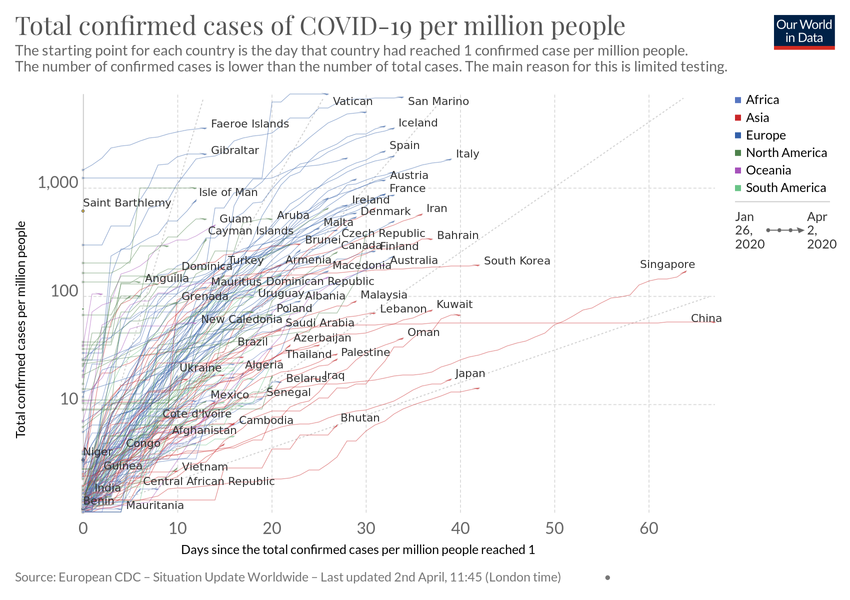 Total confirmed cases of COVID-19 per million people
The starting point for each country is the day that country had reached 1 confirmed case per million people.
The number of confirmed cases is lower than the number of total cases. The main reason for this is limited testing.
Our World
in Data
Vatican
San Marino
Faeroe Islands
Iceland
Gibraltar
Spain
Italy
Austria
1,000
Isle of Man
France
Saint Barthlemy
Ireland
Guam
Aruba
Denmark
Iran
Cayman Islands
Malta
Brunei
Czech Republic
Bahrain
Canada
Finland
Dominica
Turkey
Armenia
Macedonia
Australia
South Korea
Singapore
Anguilla
Mauritius
Dominican Republic
100
Grenada
Uruguay
Albania
Malaysia
Poland
Lebanon
Kuwait
New Caledonia
Saudi Arabia
China
Brazil
Azerbaijan
Oman
Thailand
Palestine
Ukraine
Algeria
Belarus
Iraq
Japan
10
Mexico
Senegal
Cote d'Ivoire
Cambodia
Bhutan
Afghanistan
Congo
Niger
Guinea
Vietnam
India
Central African Republic
Benin
Mauritania
0
10
20
30
40
50
60
Total confirmed cases per million people
Days since the total confirmed cases per million people reached 1
Africa
Asia
Europe
North America
Oceania
South America
Jan
26,
2020
Apr
2,
2020
Source: European CDC – Situation Update Worldwide – Last updated 2nd April, 11:45 (London time)